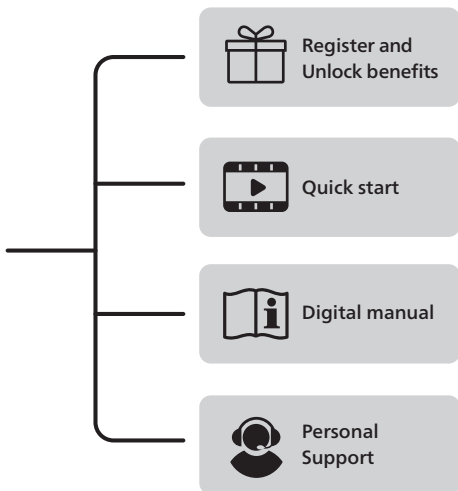 Register and
Unlock benefits
Quick start
Digital manual
Personal
Support